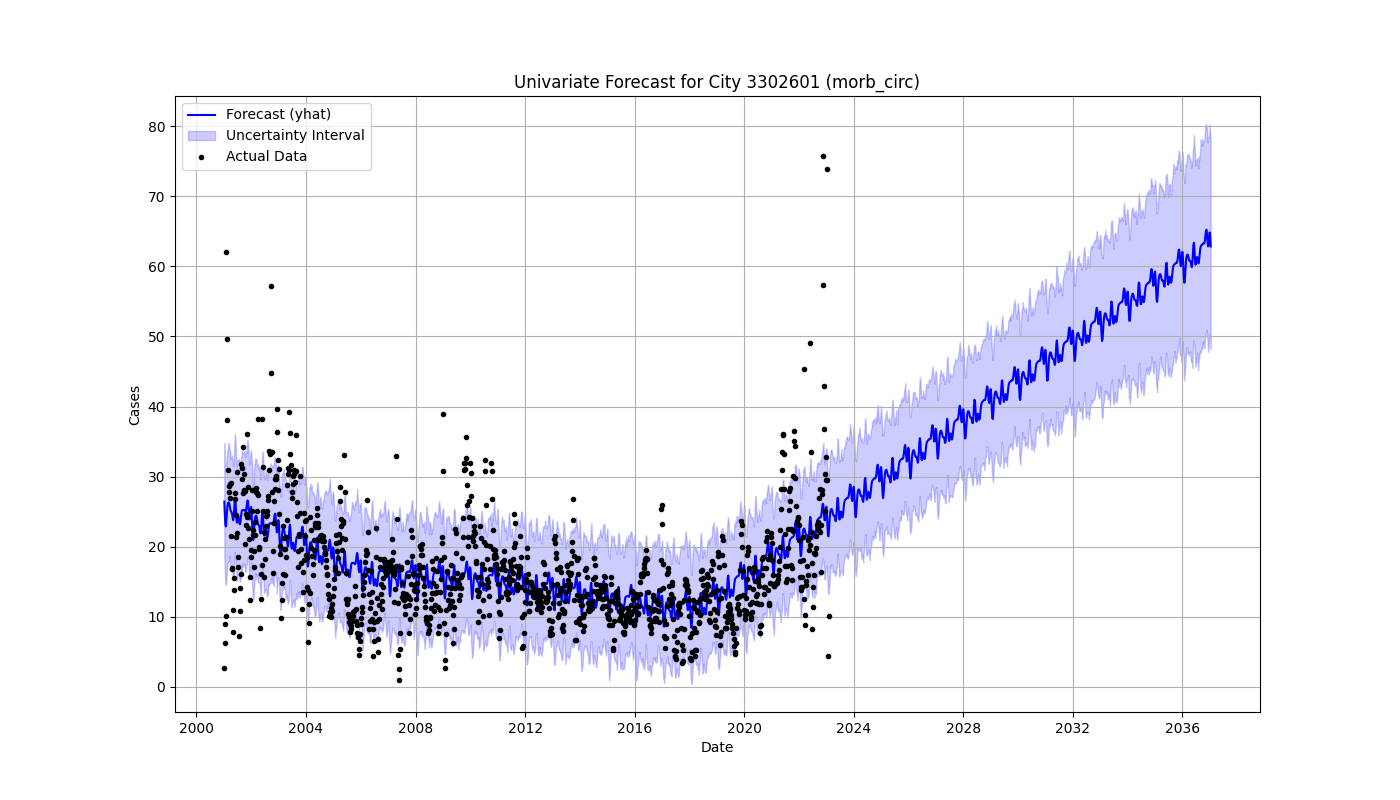 Univariate Forecast for City 3302601 (morb_circ)
Forecast (yhat)
Uncertainty Interval
Actual Data
80
70
60
50
40
30
20
10
0
Cases
2000 2004 2008 2012 2016 2020 2024 2028 2032 2036
Date